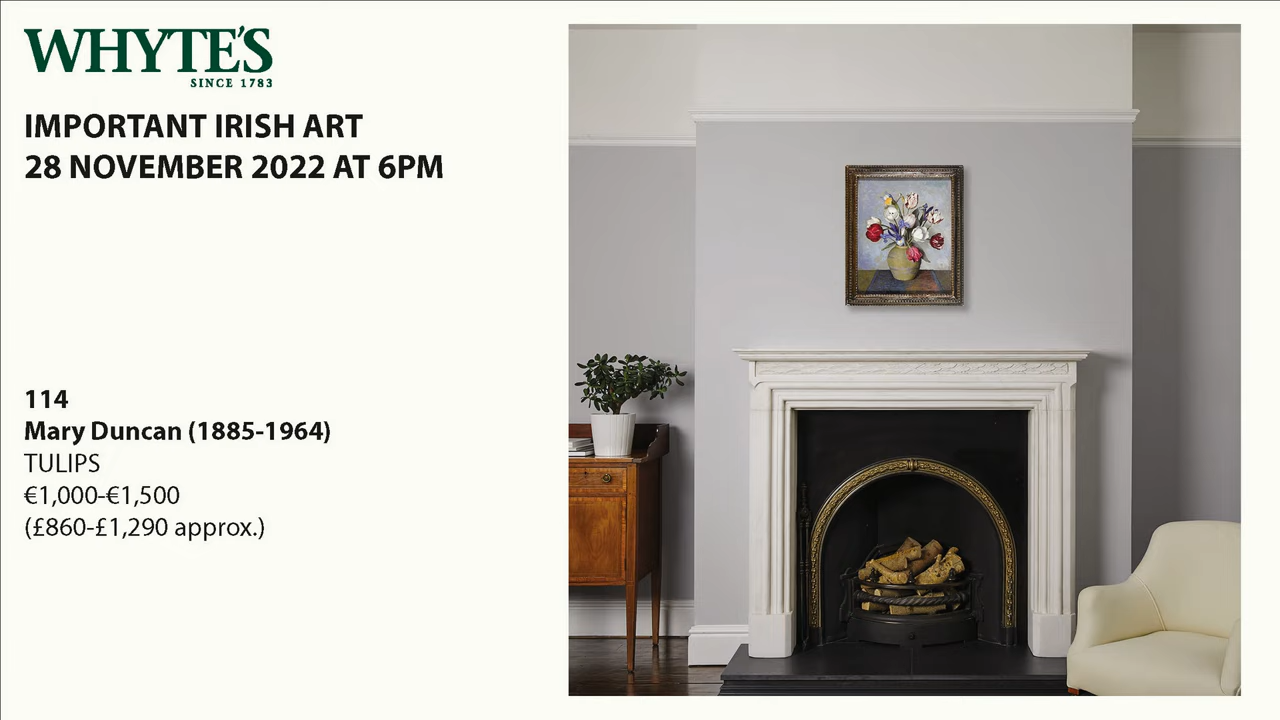 WHYTE'S
SINCE 1783
IMPORTANT IRISH ART
28 NOVEMBER 2022 AT 6PM
114
Mary Duncan (1885-1964)
TULIPS
€1,000-€1,500
(£860-£1,290 approx.)